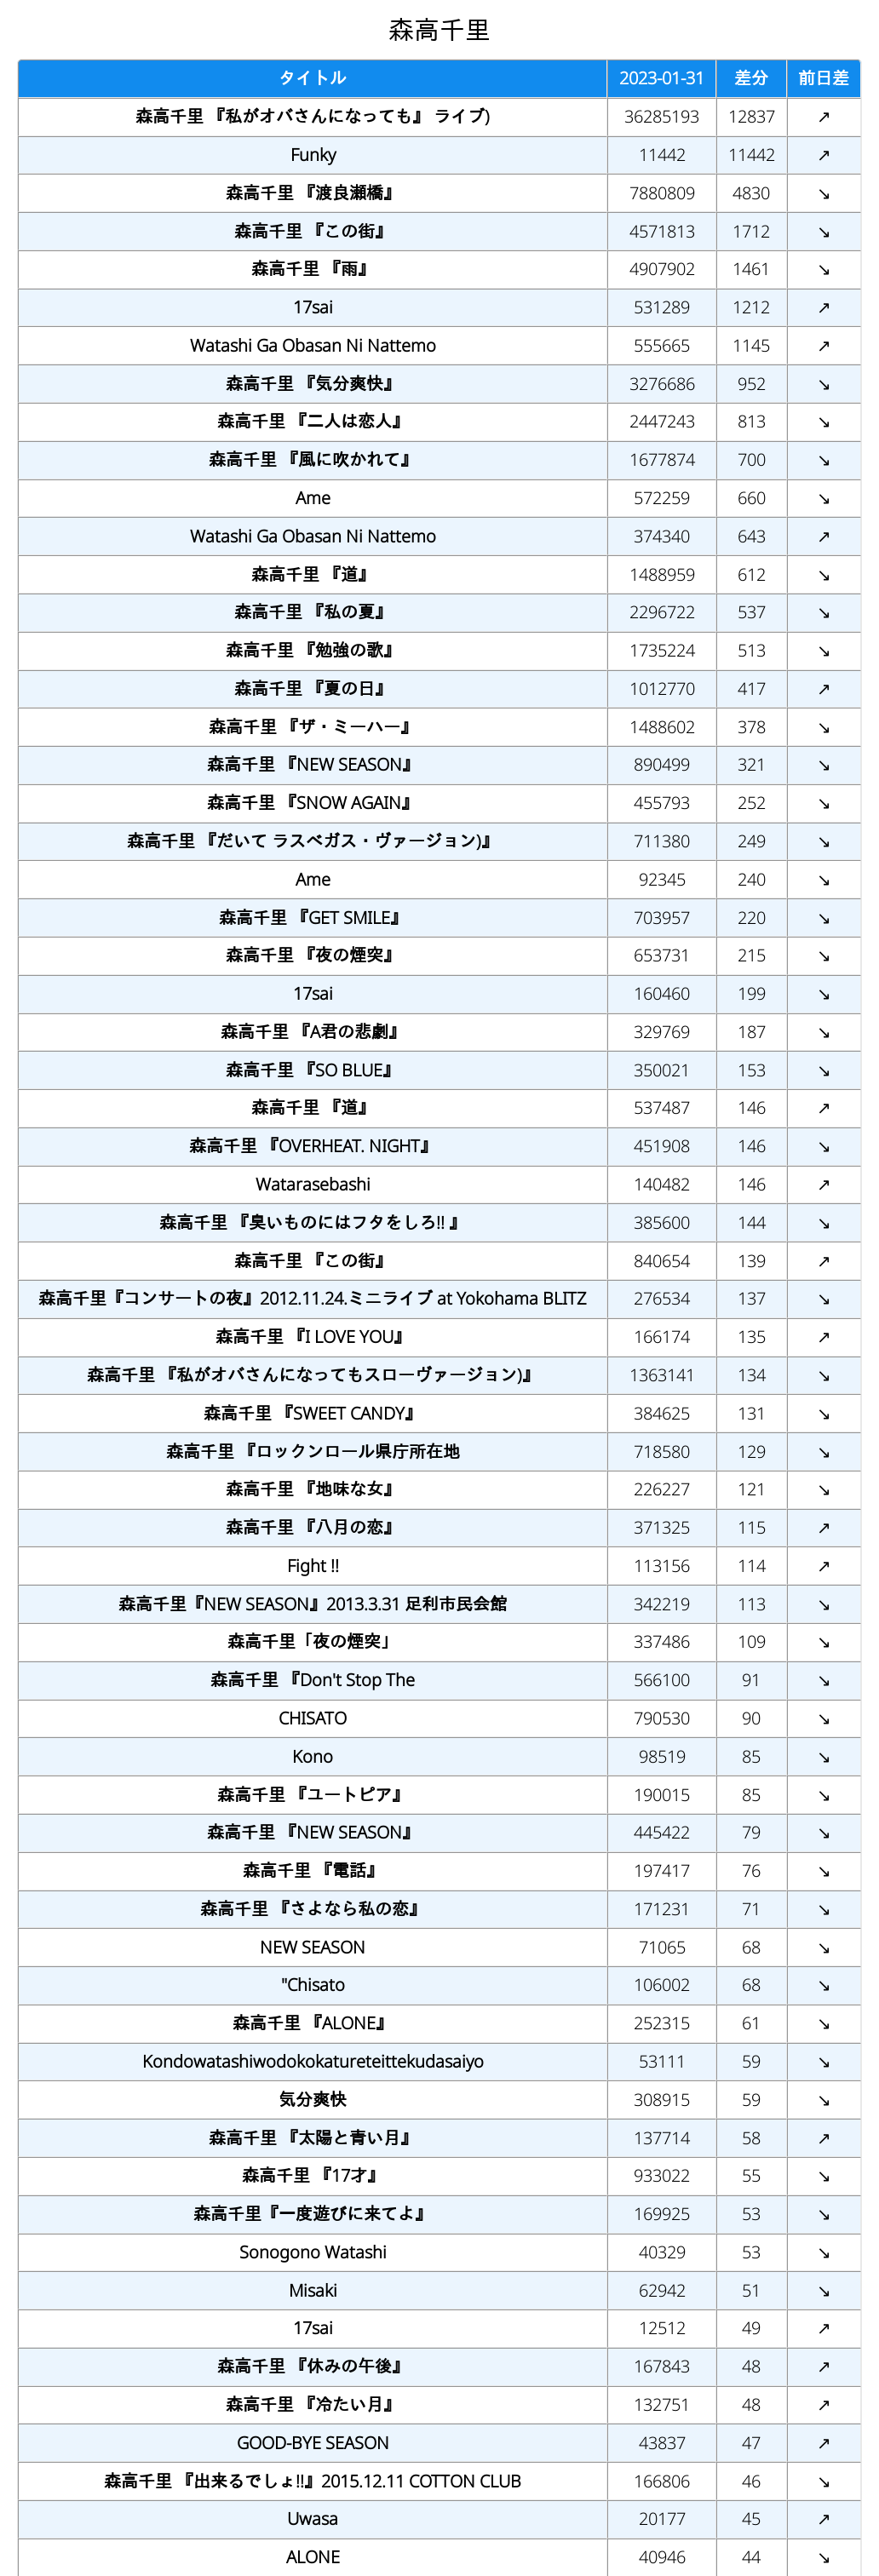 森高千里
タイトル 2023-01-31 差分 前日差
森高千里 『私がオバさんになっても』 ライブ) 36285193 12837 ↗
Funky 11442 11442 ↗
森高千里 『渡良瀬橋』 7880809 4830 ↘
森高千里 『この街』 4571813 1712 ↘
森高千里 『雨』 4907902 1461 ↘
17sai 531289 1212 ↗
Watashi Ga Obasan Ni Nattemo 555665 1145 ↗
森高千里 『気分爽快』 3276686 952 ↘
森高千里 『二人は恋人』 2447243 813 ↘
森高千里 『風に吹かれて』 1677874 700 ↘
Ame 572259 660 ↘
Watashi Ga Obasan Ni Nattemo 374340 643 ↗
森高千里 『道』 1488959 612 ↘
森高千里 『私の夏』 2296722 537 ↘
森高千里 『勉強の歌』 1735224 513 ↘
森高千里 『夏の日』 1012770 417 ↗
森高千里 『ザ・ミーハー』 1488602 378 ↘
森高千里 『NEW SEASON』 890499 321 ↘
森高千里 『SNOW AGAIN』 455793 252 ↘
森高千里 『だいて ラスベガス・ヴァージョン)』 711380 249 ↘
Ame 92345 240 ↘
森高千里 『GET SMILE』 703957 220 ↘
森高千里 『夜の煙突』 653731 215 ↘
17sai 160460 199 ↘
森高千里 『A君の悲劇』 329769 187 ↘
森高千里 『SO BLUE』 350021 153 ↘
森高千里 『道』 537487 146 ↗
森高千里 『OVERHEAT. NIGHT』 451908 146 ↘
Watarasebashi 140482 146 ↗
森高千里 『臭いものにはフタをしろ!! 』 385600 144 ↘
森高千里 『この街』 840654 139 ↗
森高千里『コンサートの夜』2012.11.24.ミニライブ at Yokohama BLITZ 276534 137 ↘
森高千里 『I LOVE YOU』 166174 135 ↗
森高千里 『私がオバさんになってもスローヴァージョン)』 1363141 134 ↘
森高千里 『SWEET CANDY』 384625 131 ↘
森高千里 『ロックンロール県庁所在地 718580 129 ↘
森高千里 『地味な女』 226227 121 ↘
森高千里 『八月の恋』 371325 115 ↗
Fight !! 113156 114 ↗
森高千里『NEW SEASON』2013.3.31 足利市民会館 342219 113 ↘
森高千里「夜の煙突」 337486 109 ↘
森高千里 『Don't Stop The 566100 91 ↘
CHISATO 790530 90 ↘
Kono 98519 85 ↘
森高千里 『ユートピア』 190015 85 ↘
森高千里 『NEW SEASON』 445422 79 ↘
森高千里 『電話』 197417 76 ↘
森高千里 『さよなら私の恋』 171231 71 ↘
NEW SEASON 71065 68 ↘
"Chisato 106002 68 ↘
森高千里 『ALONE』 252315 61 ↘
Kondowatashiwodokokatureteittekudasaiyo 53111 59 ↘
気分爽快 308915 59 ↘
森高千里 『太陽と青い月』 137714 58 ↗
森高千里 『17才』 933022 55 ↘
森高千里『一度遊びに来てよ』 169925 53 ↘
Sonogono Watashi 40329 53 ↘
Misaki 62942 51 ↘
17sai 12512 49 ↗
森高千里 『休みの午後』 167843 48 ↗
森高千里 『冷たい月』 132751 48 ↗
GOOD-BYE SEASON 43837 47 ↗
森高千里 『出来るでしょ!!』2015.12.11 COTTON CLUB 166806 46 ↘
Uwasa 20177 45 ↗
ALONE 40946 44 ↘